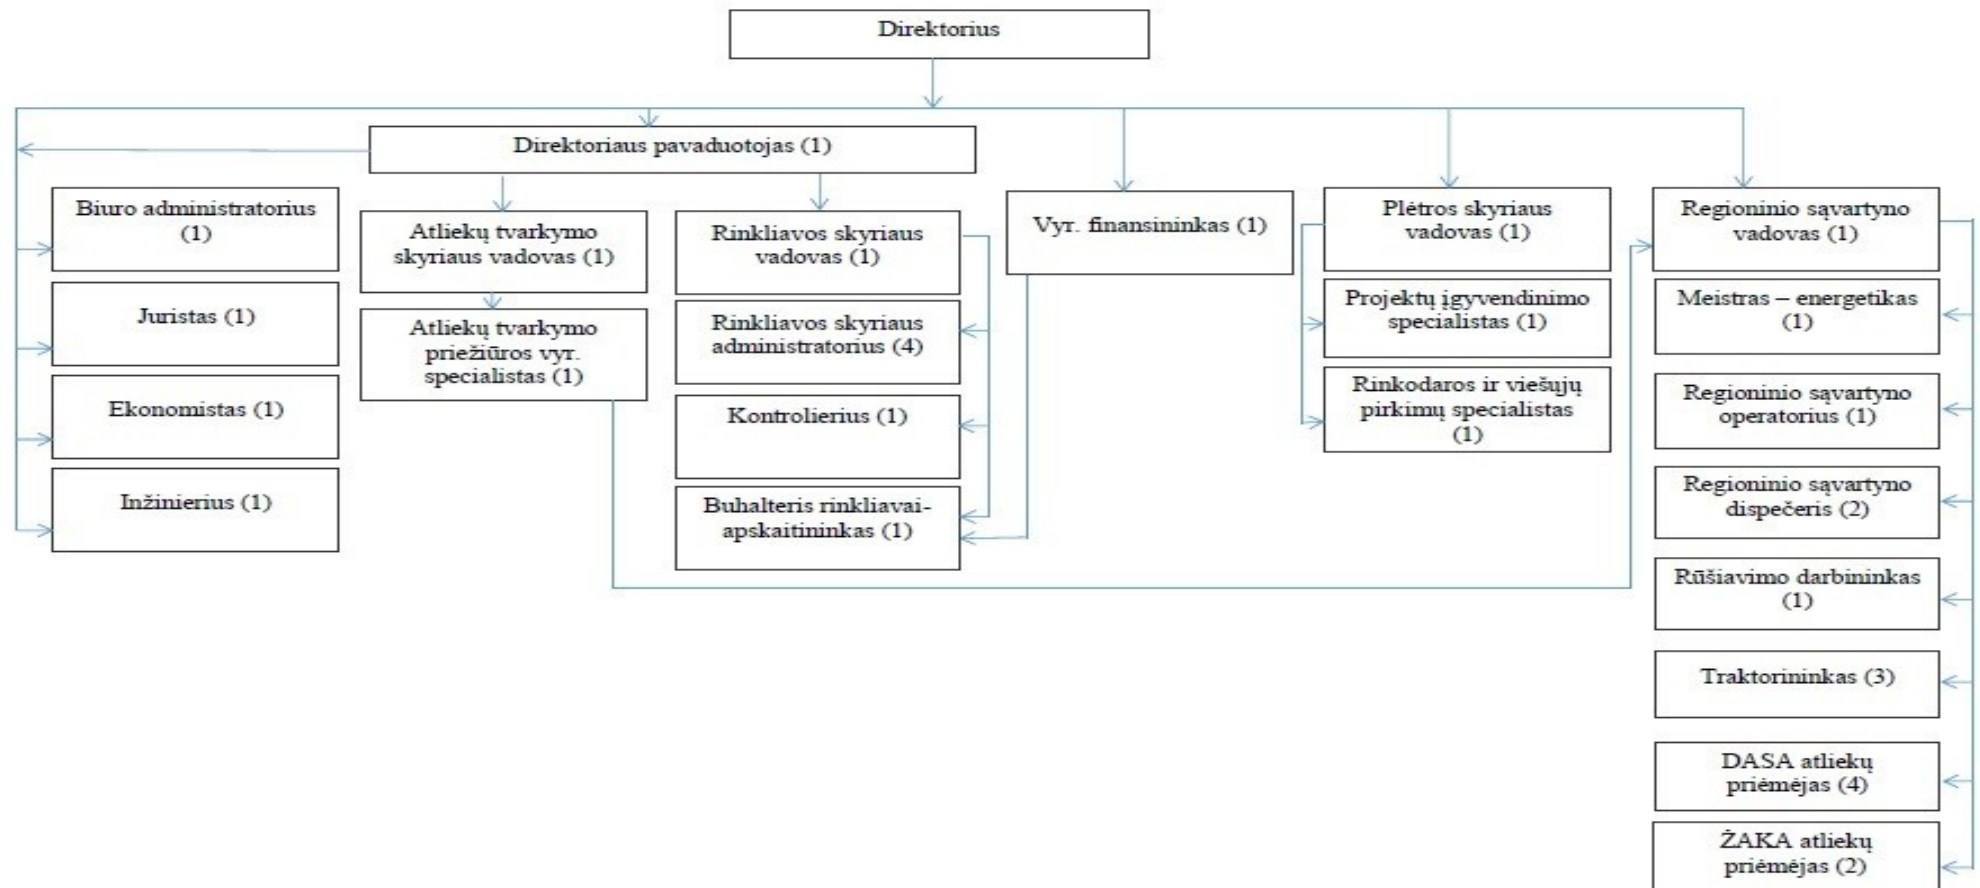 Direktorius
Direktoriaus pavaduotojas (1)
Biuro administratorius
(1)
Juristas (1)
Ekonomistas (1)
Inžinierius (1)
Atliekų tvarkymo
skyriaus vadovas (1)
Atliekų tvarkymo
priežiūros vyr.
specialistas (1)
Rinkliavos skyriaus
vadovas (1)
Rinkliavos skyriaus
administratorius (4)
Kontrolierius (1)
Buhalteris rinkliavai-
apskaitininkas (1)
Vyr. finansininkas (1)
Plėtros skyriaus
vadovas (1)
Projektų įgyvendinimo
specialistas (1)
Rinkodaros ir viešųjų
pirkimų specialistas
(1)
Regioninio sąvartyno
vadovas (1)
Meistras – energetikas
(1)
Regioninio sąvartyno
operatorius (1)
Regioninio sąvartyno
dispečeris (2)
Rūšiavimo darbininkas
(1)
Traktorininkas (3)
DASA atliekų
priėmėjas (4)
ŽAKA atliekų
priėmėjas (2)